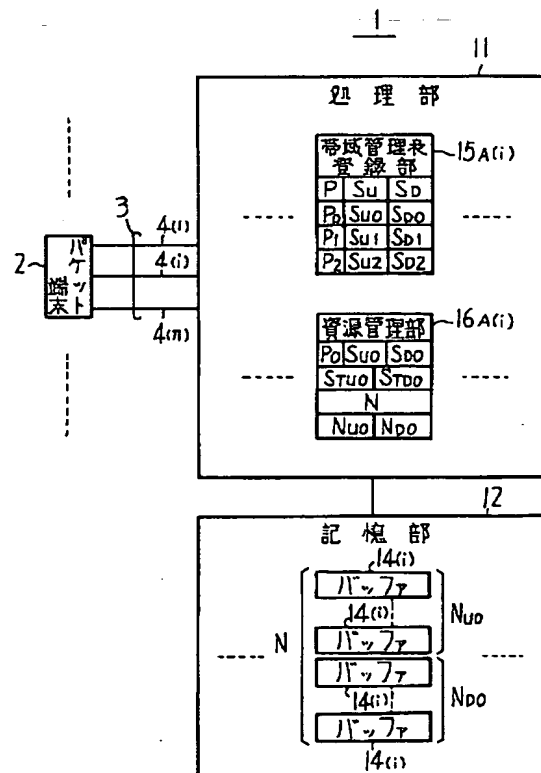 1
11
処理部
帯域管理表
登録部
15A(i)
P SU SD
P0 SU0 SD0
P1 SU1 SD1
P2 SU2 SD2
3
4(1)
4(i)
4(n)
2
パケット
端末
資源管理部
16A(i)
P0 SU0 SD0
STU0 STD0
N
NU0 ND0
12
記憶部
14(i)
バッファ
14(i)
バッファ
NU0
N
バッファ
14(i)
バッファ
ND0
14(i)